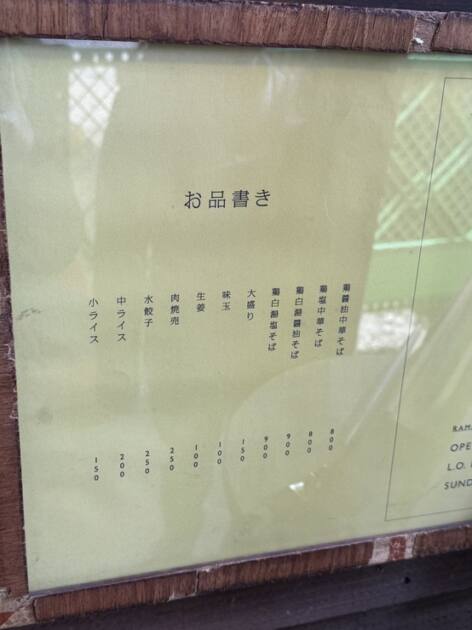 お品書き
鶏醤油中華そば 800
鶏塩中華そば 800
鶏白湯醤油そば 900
鶏白湯塩そば 900
大盛り 150
味玉 100
生姜 100
肉焼売 250
水餃子 250
中ライス 200
小ライス 150
OPE
L.O.
SUND